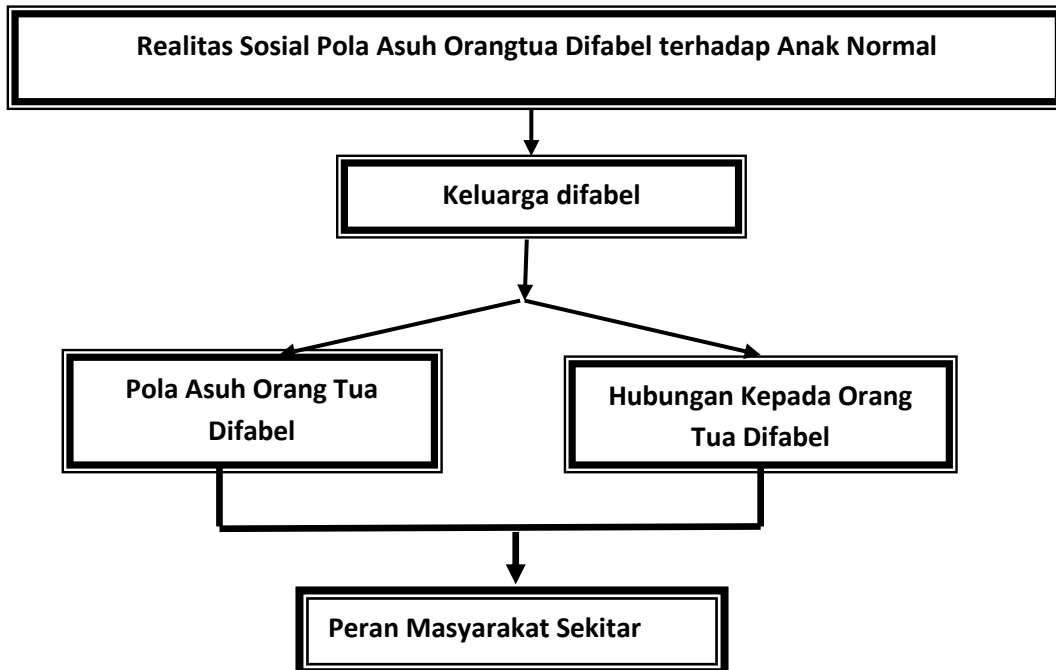 Realitas Sosial Pola Asuh Orangtua Difabel terhadap Anak Normal
Keluarga difabel
Pola Asuh Orang Tua
Difabel
Hubungan Kepada Orang
Tua Difabel
Peran Masyarakat Sekitar